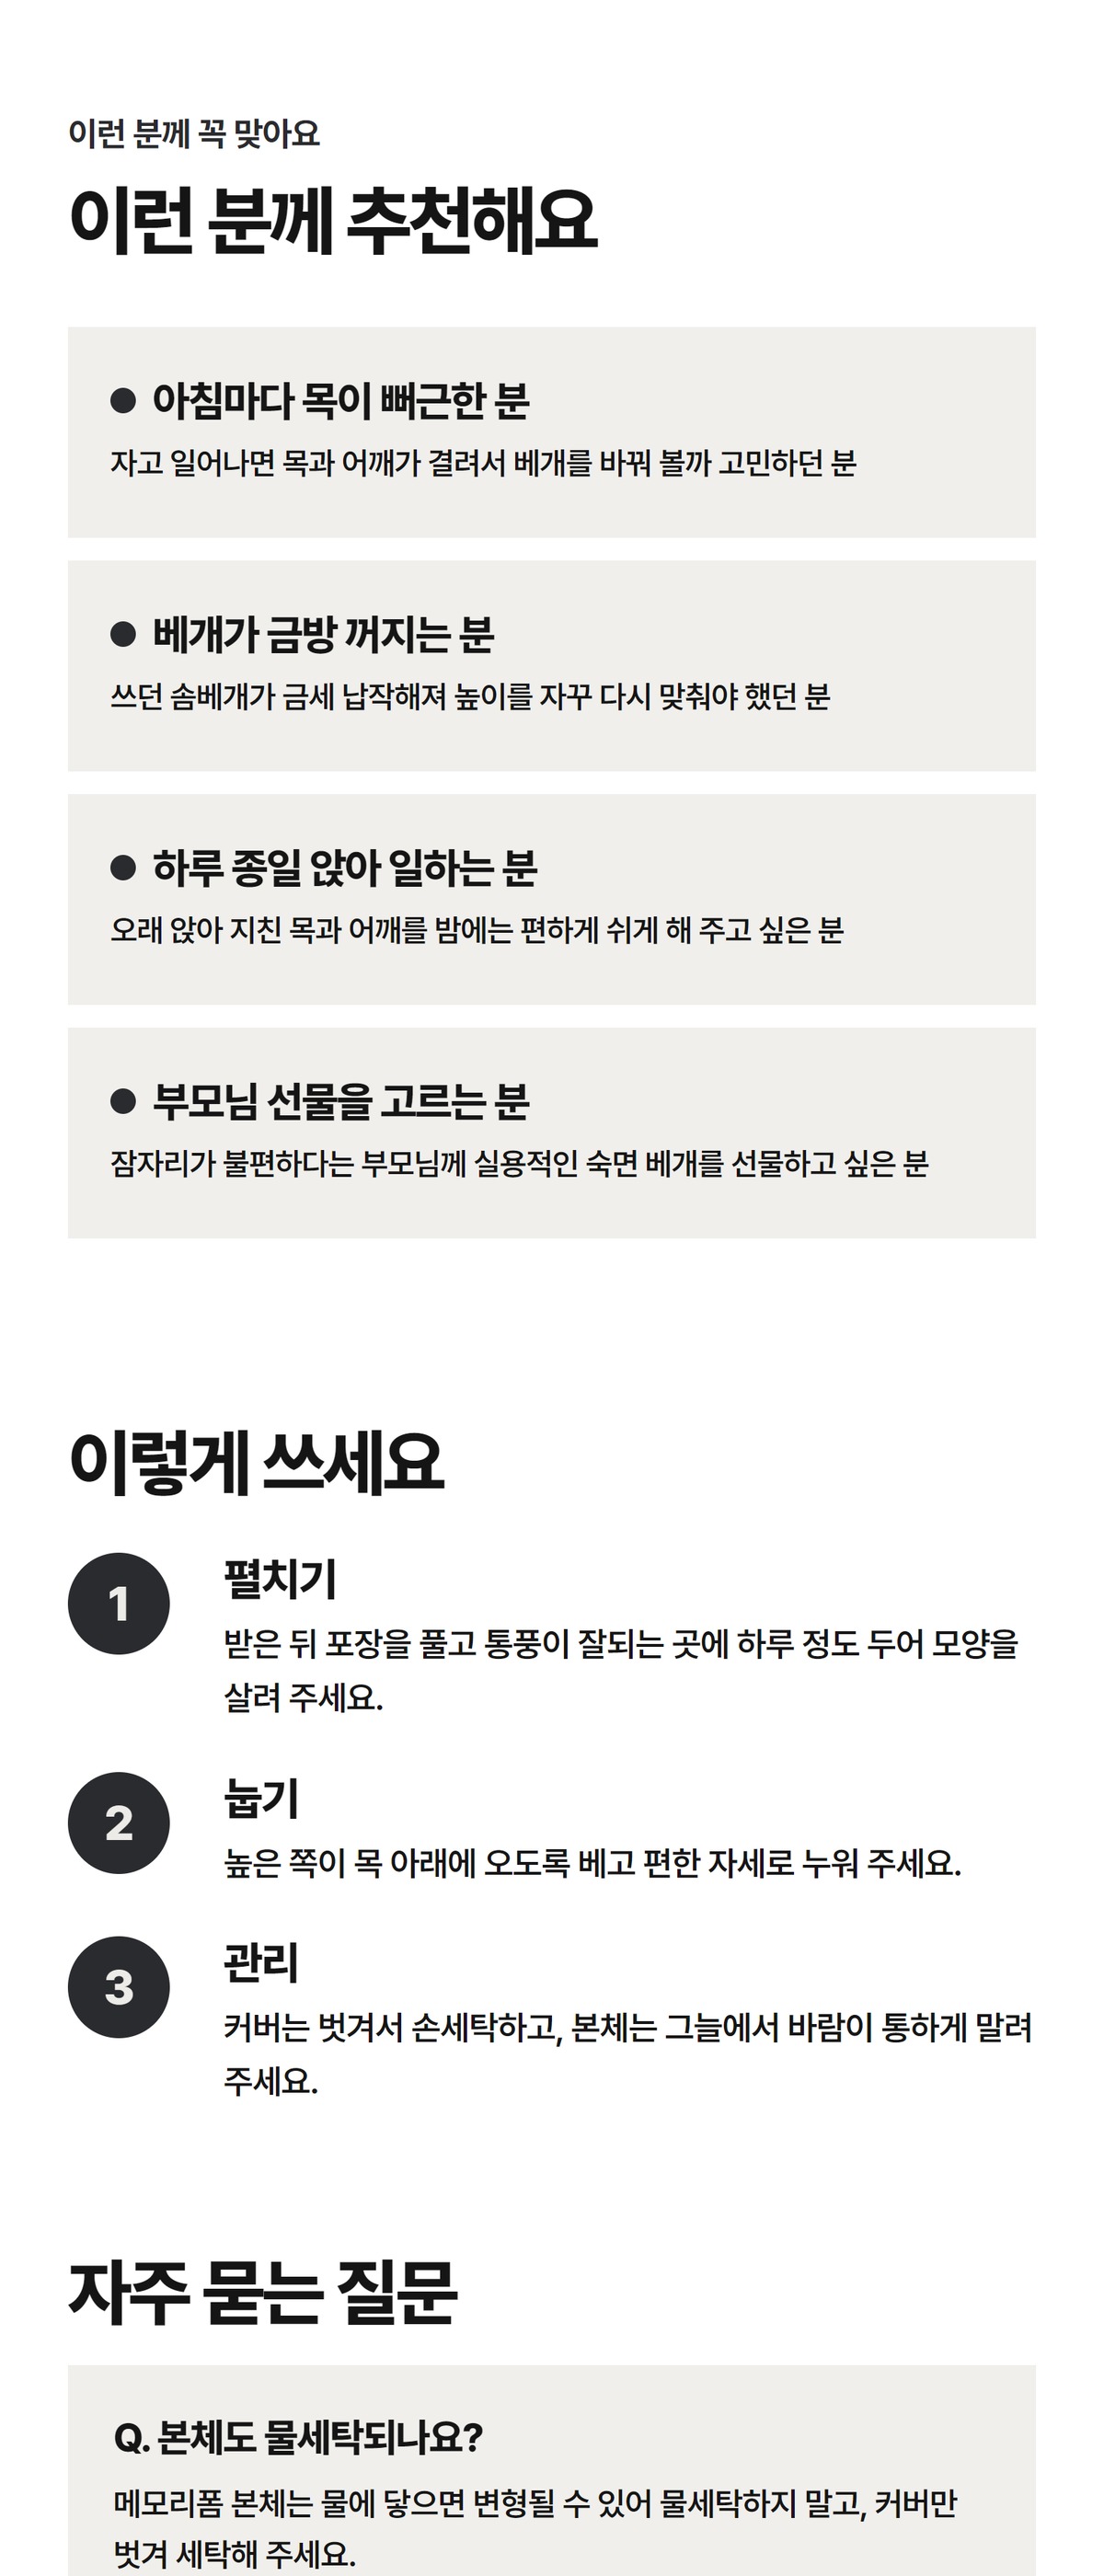 이런 분께 꼭 맞아요
이런 분께 추천해요
● 아침마다 목이 뻐근한 분
자고 일어나면 목과 어깨가 결려서 베개를 바꿔 볼까 고민하던 분
● 베개가 금방 꺼지는 분
쓰던 솜베개가 금세 납작해져 높이를 자꾸 다시 맞춰야 했던 분
● 하루 종일 앉아 일하는 분
오래 앉아 지친 목과 어깨를 밤에는 편하게 쉬게 해 주고 싶은 분
● 부모님 선물을 고르는 분
잠자리가 불편하다는 부모님께 실용적인 숙면 베개를 선물하고 싶은 분
이렇게 쓰세요
1
펼치기
받은 뒤 포장을 풀고 통풍이 잘되는 곳에 하루 정도 두어 모양을
살려 주세요.
2
눕기
높은 쪽이 목 아래에 오도록 베고 편한 자세로 누워 주세요.
3
관리
커버는 벗겨서 손세탁하고, 본체는 그늘에서 바람이 통하게 말려
주세요.
자주 묻는 질문
Q. 본체도 물세탁되나요?
메모리폼 본체는 물에 닿으면 변형될 수 있어 물세탁하지 말고, 커버만
벗겨 세탁해 주세요.